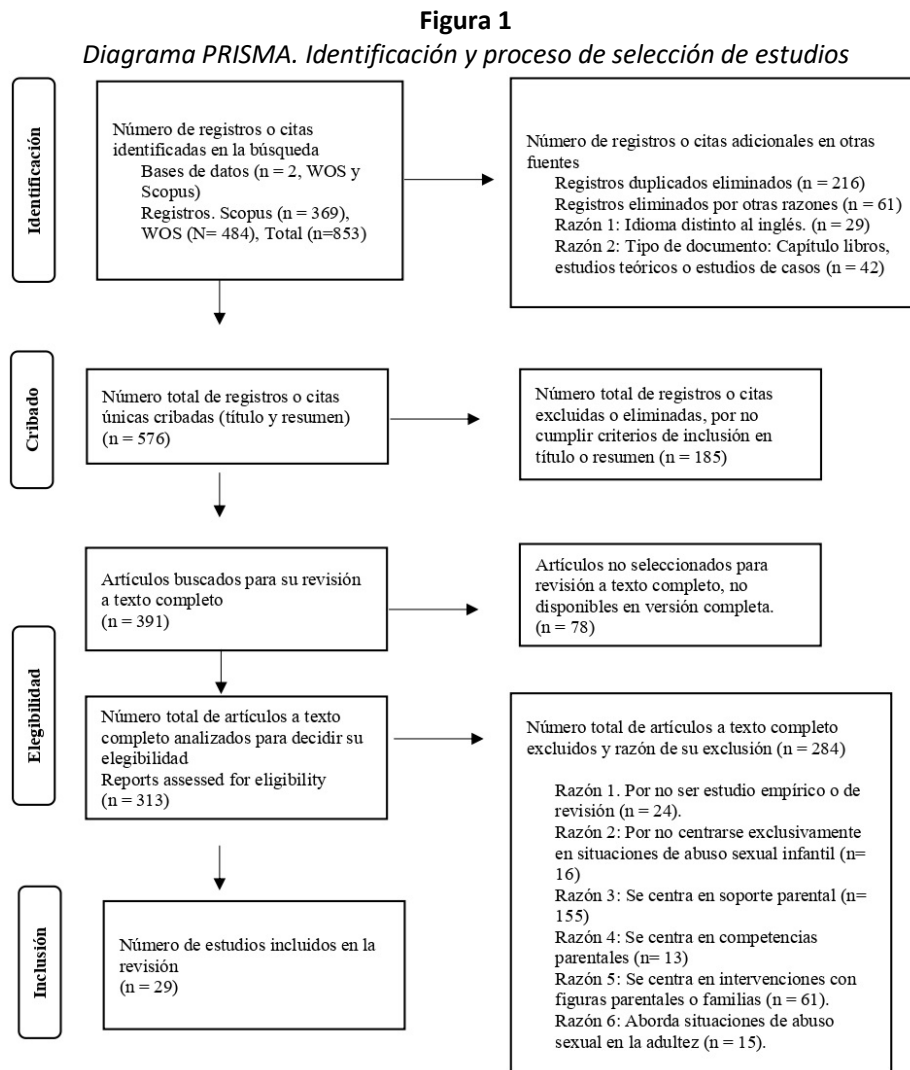 Figura 1
Diagrama PRISMA. Identificación y proceso de selección de estudios
Identificación
Número de registros o citas
identificadas en la búsqueda
Bases de datos (n = 2, WOS y
Scopus)
Registros. Scopus (n = 369),
WOS (N= 484), Total (n=853)
Número de registros o citas adicionales en otras
fuentes
Registros duplicados eliminados (n = 216)
Registros eliminados por otras razones (n = 61)
Razón 1: Idioma distinto al inglés. (n = 29)
Razón 2: Tipo de documento: Capítulo libros,
estudios teóricos o estudios de casos (n = 42)
Cribado
Número total de registros o citas
únicas cribadas (título y resumen)
(n = 576)
Número total de registros o citas
excluidas o eliminadas, por no
cumplir criterios de inclusión en
título o resumen (n = 185)
Elegibilidad
Artículos buscados para su revisión
a texto completo
(n = 391)
Artículos no seleccionados para
revisión a texto completo, no
disponibles en versión completa.
(n = 78)
Número total de artículos a texto
completo analizados para decidir su
elegibilidad
Reports assessed for eligibility
(n = 313)
Número total de artículos a texto completo
excluidos y razón de su exclusión (n = 284)
Razón 1. Por no ser estudio empírico o de
revisión (n = 24).
Razón 2: Por no centrarse exclusivamente
en situaciones de abuso sexual infantil (n=
16)
Razón 3: Se centra en soporte parental (n=
155)
Razón 4: Se centra en competencias
parentales (n= 13)
Razón 5: Se centra en intervenciones con
figuras parentales o familias (n = 61).
Razón 6: Aborda situaciones de abuso
sexual en la adultez (n = 15).
Inclusión
Número de estudios incluidos en la
revisión
(n = 29)